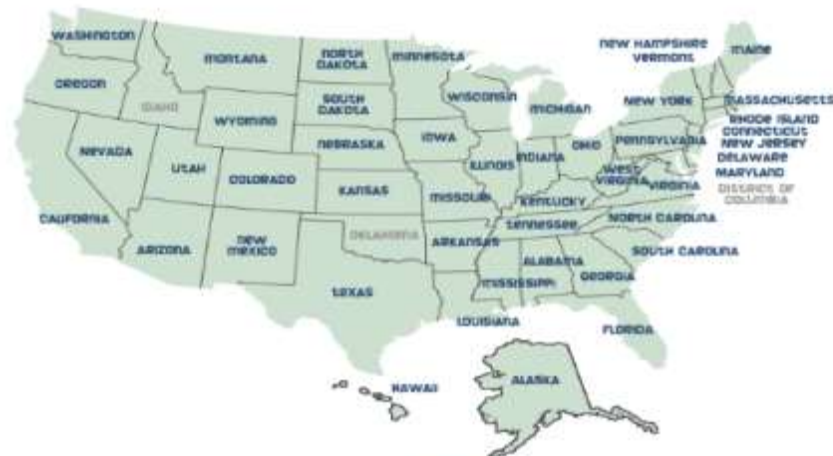 WASHINGTON
MONTANA
NORTH
DAKOTA
MINNESOTA
NEW HAMPSHIRE
VERMONT
MAINE
OREGON
IDAHO
WYOMING
SOUTH
DAKOTA
WISCONSIN
MICHIGAN
NEW YORK
MASSACHUSETTS
RHODE ISLAND
CONNECTICUT
NEW JERSEY
DELAWARE
MARYLAND
DISTRICT OF
COLUMBIA
NEVADA
UTAH
COLORADO
NEBRASKA
IOWA
ILLINOIS
INDIANA
OHIO
PENNSYLVANIA
WEST
VIRGINIA
VIRGINIA
KANSAS
MISSOURI
KENTUCKY
CALIFORNIA
ARIZONA
NEW
MEXICO
OKLAHOMA
ARKANSAS
TENNESSEE
NORTH CAROLINA
SOUTH CAROLINA
TEXAS
MISSISSIPPI
ALABAMA
GEORGIA
LOUISIANA
FLORIDA
HAWAII
ALASKA